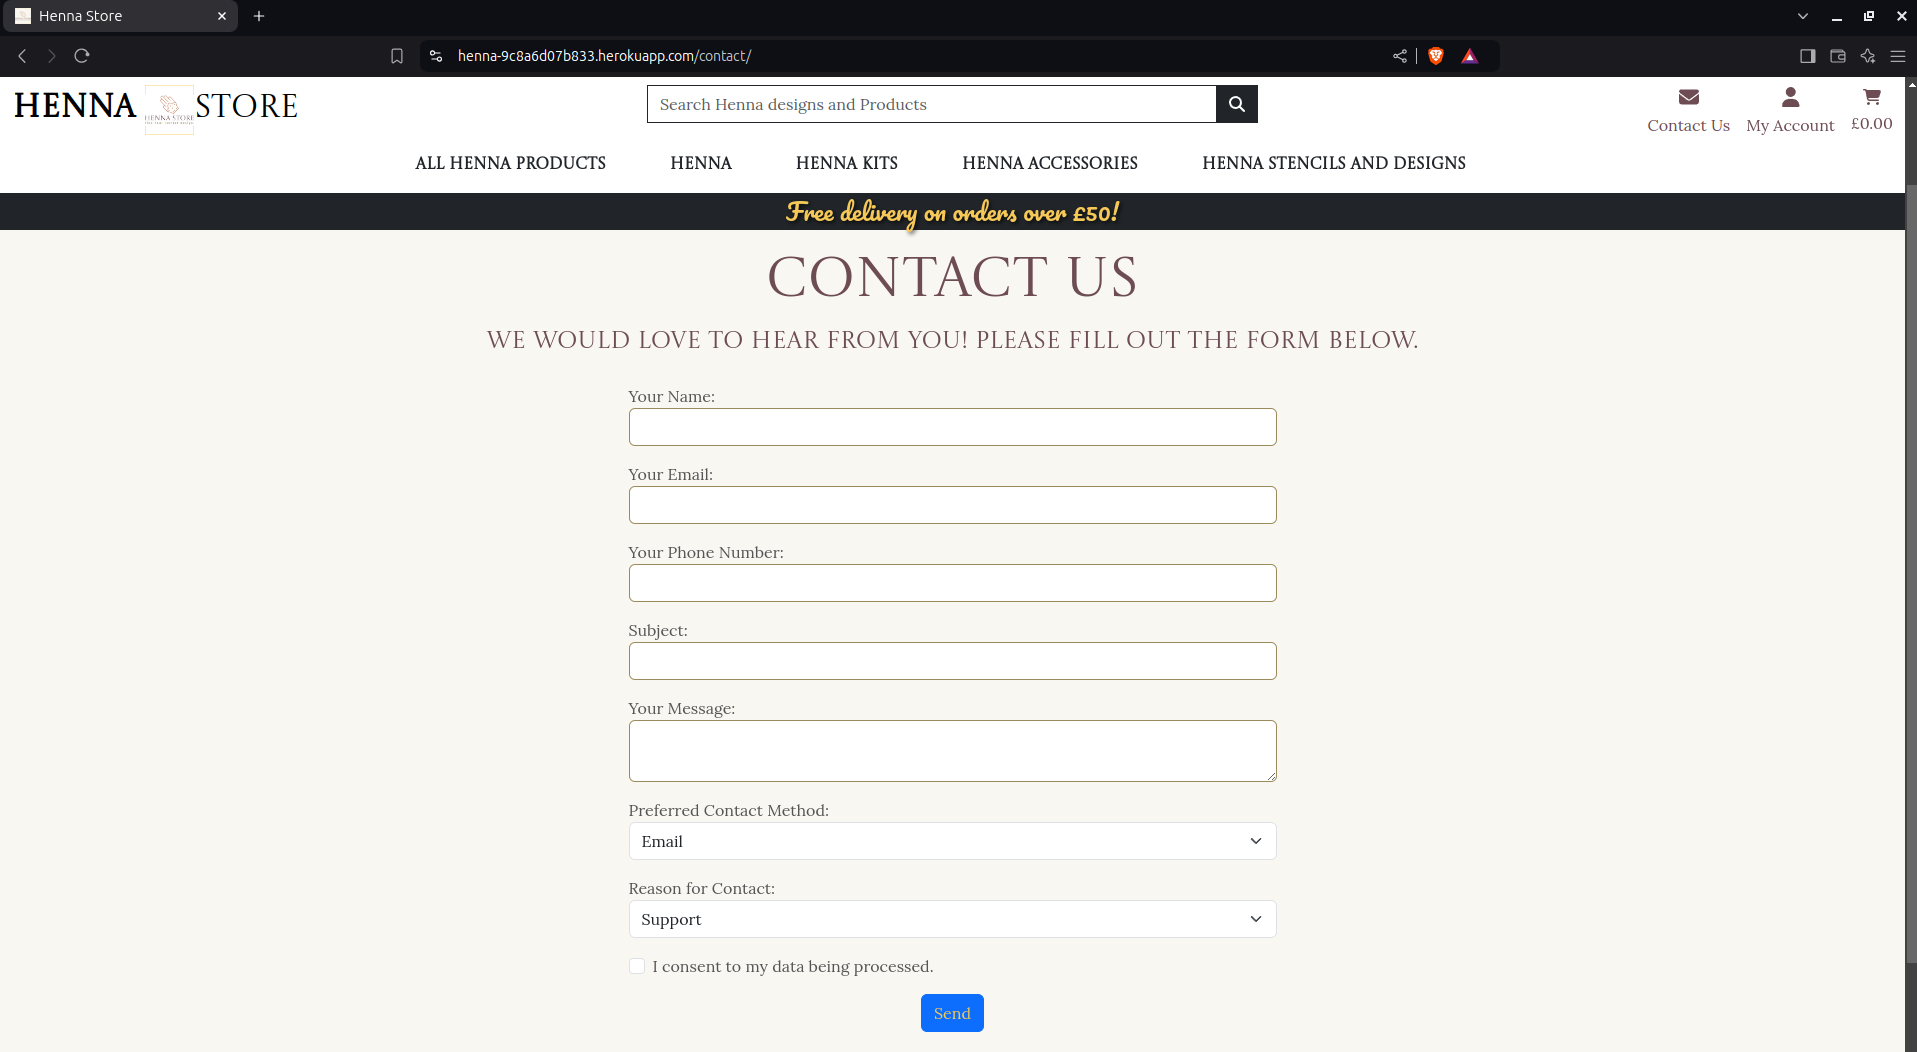 Henna Store
henna-9c8a6d07b833.herokuapp.com/contact/
HENNA STORE
HENNA STORE
Search Henna designs and Products
Contact Us
My Account
£0.00
ALL HENNA PRODUCTS
HENNA
HENNA KITS
HENNA ACCESSORIES
HENNA STENCILS AND DESIGNS
Free delivery on orders over £50!
CONTACT US
WE WOULD LOVE TO HEAR FROM YOU! PLEASE FILL OUT THE FORM BELOW.
Your Name:
Your Email:
Your Phone Number:
Subject:
Your Message:
Preferred Contact Method:
Email
Reason for Contact:
Support
I consent to my data being processed.
Send